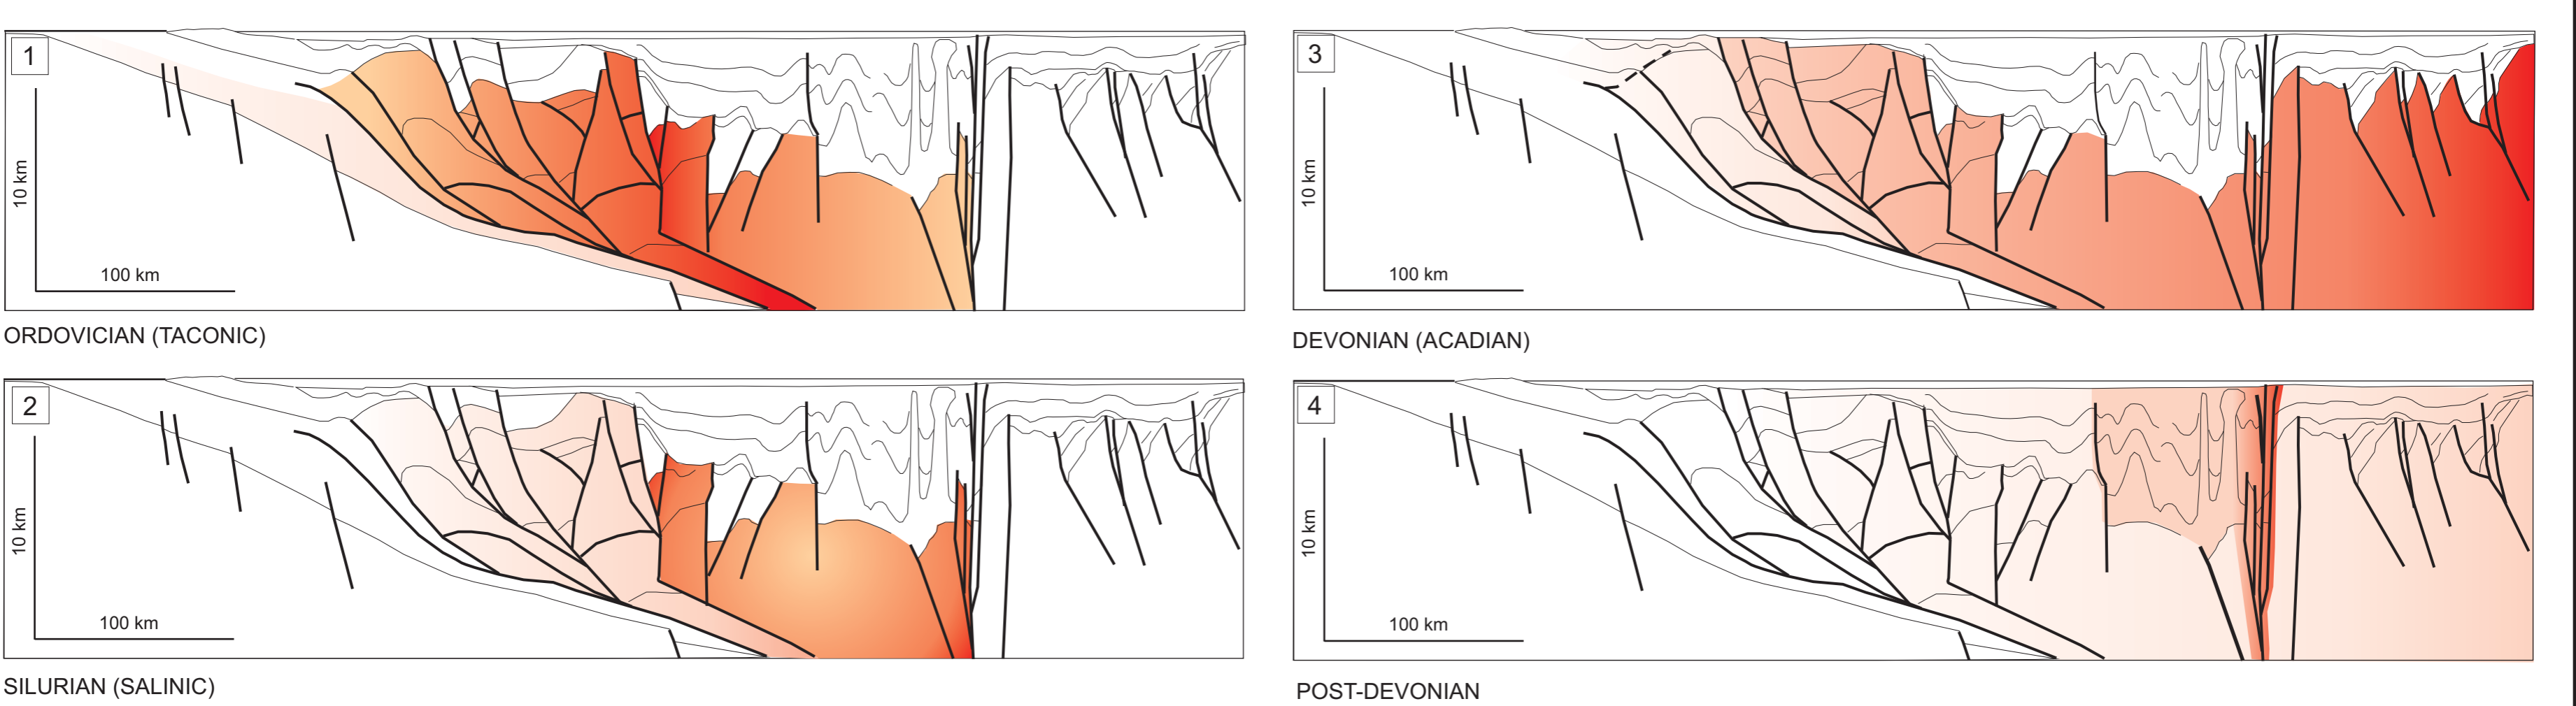 1
10 km
100 km
ORDOVICIAN (TACONIC)
2
10 km
100 km
SILURIAN (SALINIC)
3
10 km
100 km
DEVONIAN (ACADIAN)
4
10 km
100 km
POST-DEVONIAN